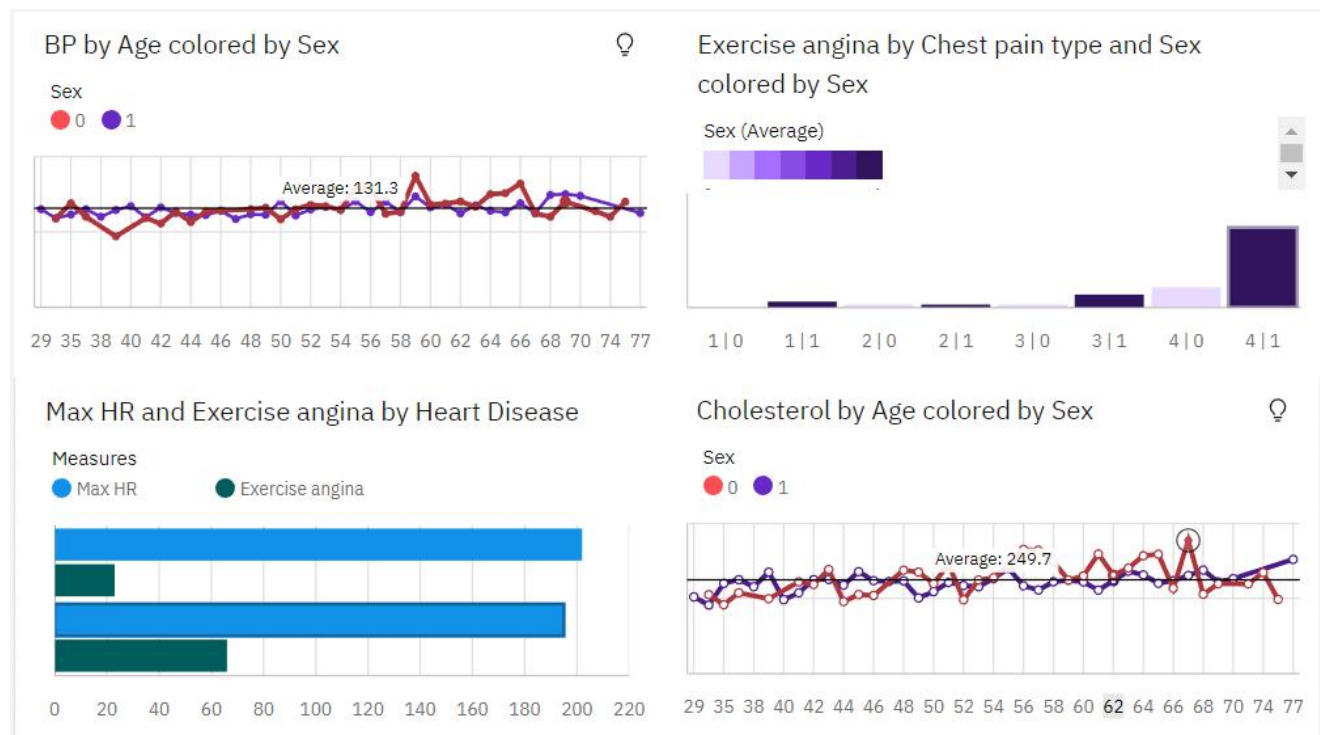 BP by Age colored by Sex
Sex
0 1
Average: 131.3
29 35 38 40 42 44 46 48 50 52 54 56 58 60 62 64 66 68 70 74 77
Exercise angina by Chest pain type and Sex
colored by Sex
Sex (Average)
1|0 1|1 2|0 2|1 3|0 3|1 4|0 4|1
Max HR and Exercise angina by Heart Disease
Measures
Max HR Exercise angina
0 20 40 60 80 100 120 140 160 180 200 220
Cholesterol by Age colored by Sex
Sex
0 1
Average: 249.7
29 35 38 40 42 44 46 48 50 52 54 56 58 60 62 64 66 68 70 74 77